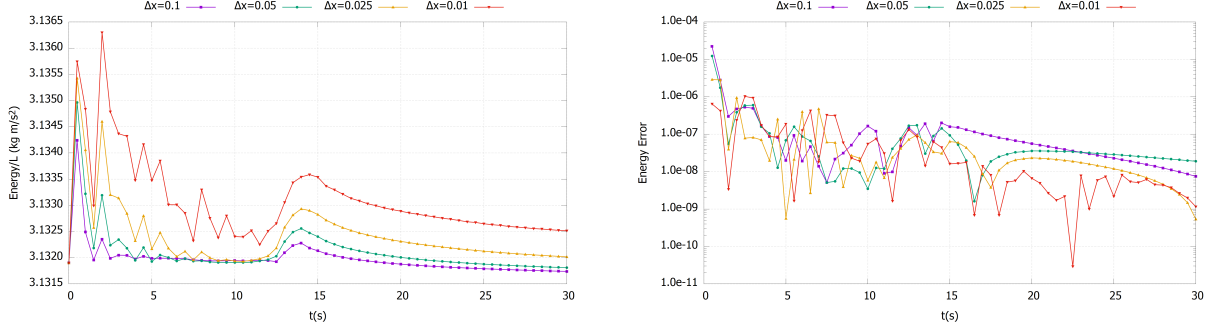 Δx=0.1 Δx=0.05 Δx=0.025 Δx=0.01
3.1365
3.1360
3.1355
3.1350
3.1345
3.1340
3.1335
3.1330
3.1325
3.1320
3.1315
Energy/L (kg m/s²)
0 5 10 15 20 25 30
t(s)
Δx=0.1 Δx=0.05 Δx=0.025 Δx=0.01
1.0e-04
1.0e-05
1.0e-06
1.0e-07
1.0e-08
1.0e-09
1.0e-10
1.0e-11
Energy Error
0 5 10 15 20 25 30
t(s)